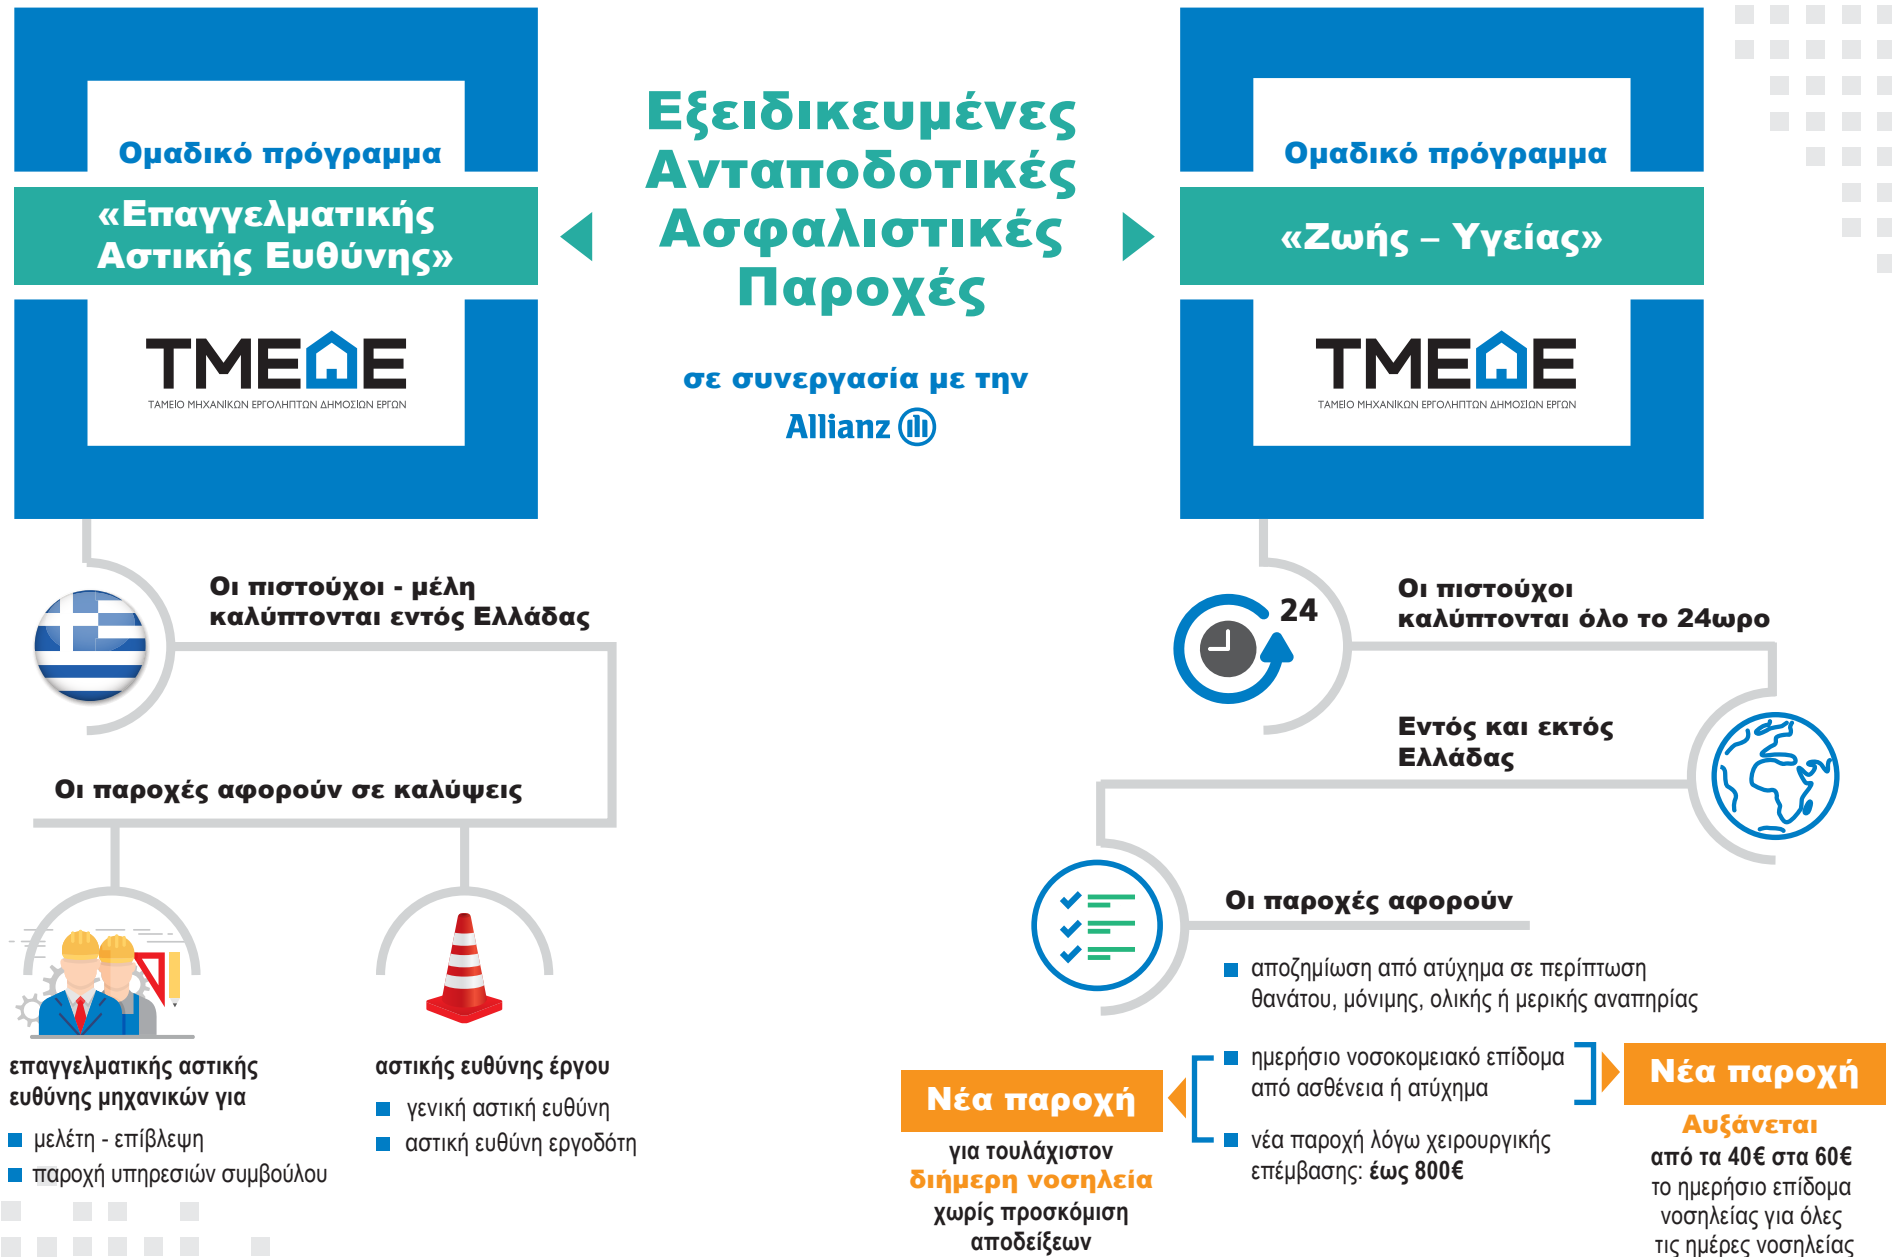 Εξειδικευμένες
Ανταποδοτικές
Ασφαλιστικές
Παροχές
σε συνεργασία με την
Allianz
Ομαδικό πρόγραμμα
«Επαγγελματικής
Αστικής Ευθύνης»
ΤΜΕΔΕ
ΤΑΜΕΙΟ ΜΗΧΑΝΙΚΩΝ ΕΡΓΟΛΗΠΤΩΝ ΔΗΜΟΣΙΩΝ ΕΡΓΩΝ
Οι πιστούχοι - μέλη
καλύπτονται εντός Ελλάδας
Οι παροχές αφορούν σε καλύψεις
επαγγελματικής αστικής
ευθύνης μηχανικών για
μελέτη - επίβλεψη
παροχή υπηρεσιών συμβούλου
αστικής ευθύνης έργου
γενική αστική ευθύνη
αστική ευθύνη εργοδότη
Ομαδικό πρόγραμμα
«Ζωής – Υγείας»
ΤΜΕΔΕ
ΤΑΜΕΙΟ ΜΗΧΑΝΙΚΩΝ ΕΡΓΟΛΗΠΤΩΝ ΔΗΜΟΣΙΩΝ ΕΡΓΩΝ
24
Οι πιστούχοι
καλύπτονται όλο το 24ωρο
Εντός και εκτός
Ελλάδας
Οι παροχές αφορούν
αποζημίωση από ατύχημα σε περίπτωση
θανάτου, μόνιμης, ολικής ή μερικής αναπηρίας
ημερήσιο νοσοκομειακό επίδομα
από ασθένεια ή ατύχημα
νέα παροχή λόγω χειρουργικής
επέμβασης: έως 800€
Νέα παροχή
για τουλάχιστον
διήμερη νοσηλεία
χωρίς προσκόμιση
αποδείξεων
Νέα παροχή
Αυξάνεται
από τα 40€ στα 60€
το ημερήσιο επίδομα
νοσηλείας για όλες
τις ημέρες νοσηλείας